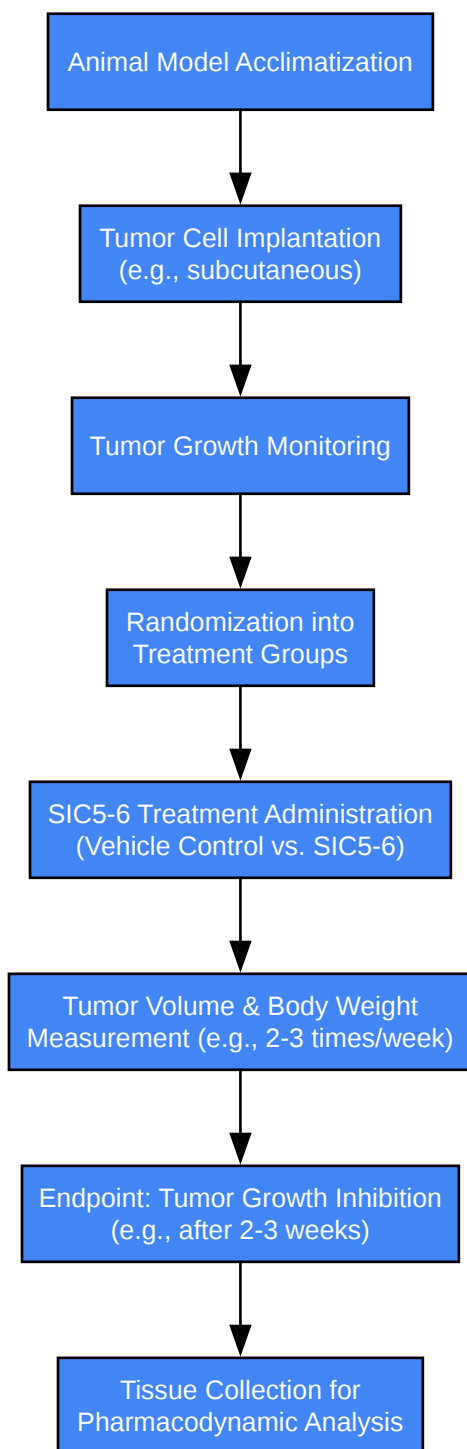 Animal Model Acclimatization
Tumor Cell Implantation
(e.g., subcutaneous)
Tumor Growth Monitoring
Randomization into
Treatment Groups
SIC5-6 Treatment Administration
(Vehicle Control vs. SIC5-6)
Tumor Volume & Body Weight
Measurement (e.g., 2-3 times/week)
Endpoint: Tumor Growth Inhibition
(e.g., after 2-3 weeks)
Tissue Collection for
Pharmacodynamic Analysis